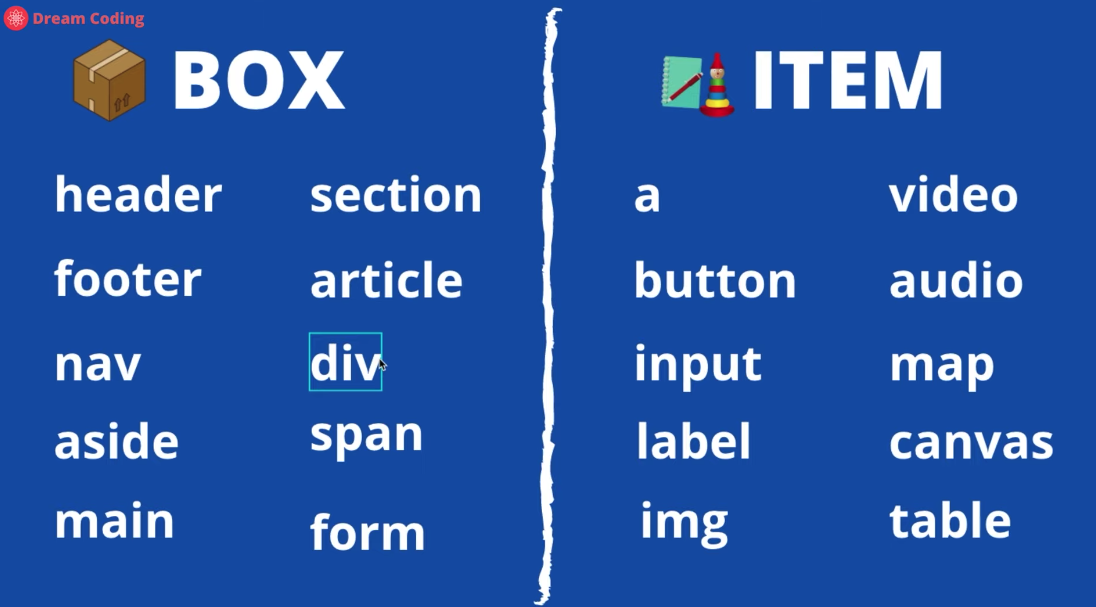 Dream Coding
BOX
header
footer
nav
aside
main
section
article
div
span
form
ITEM
a
button
input
label
img
video
audio
map
canvas
table